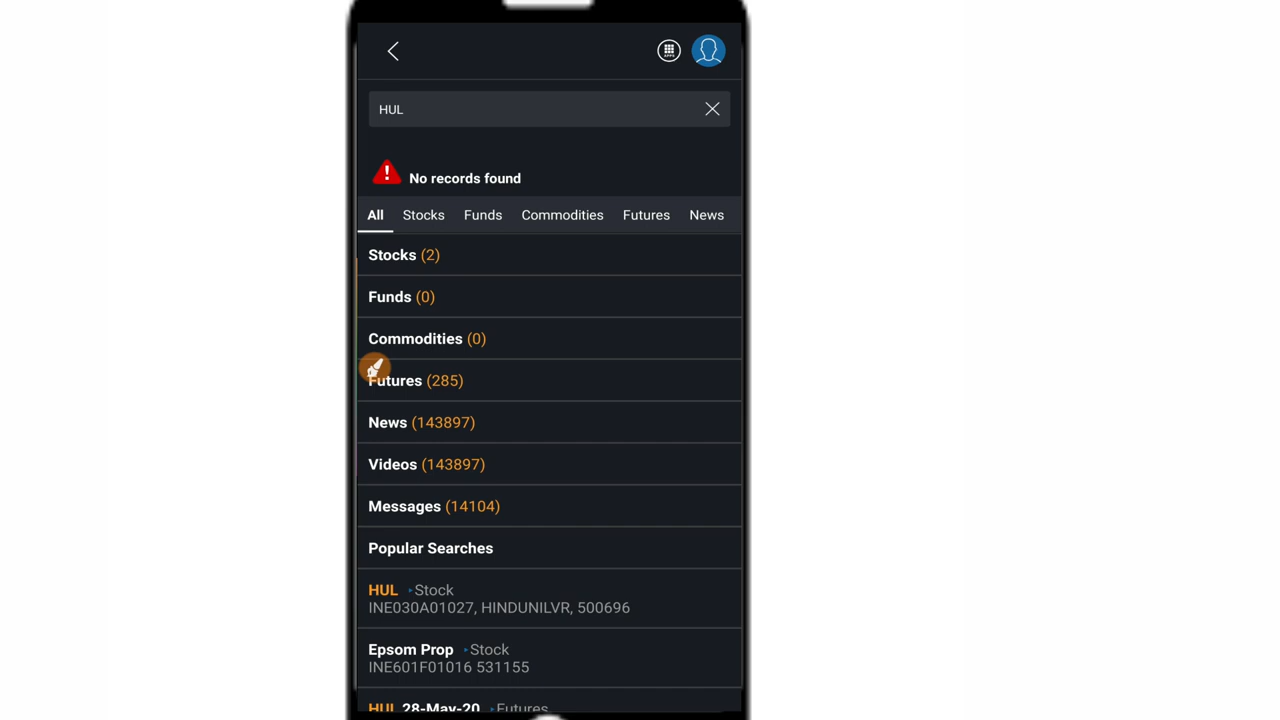 HUL
No records found
All Stocks Funds Commodities Futures News
Stocks (2)
Funds (0)
Commodities (0)
Futures (285)
News (143897)
Videos (143897)
Messages (14104)
Popular Searches
HUL Stock
INE030A01027, HINDUNILVR, 500696
Epsom Prop Stock
INE601F01016 531155
HUL 28-May-20 Futures